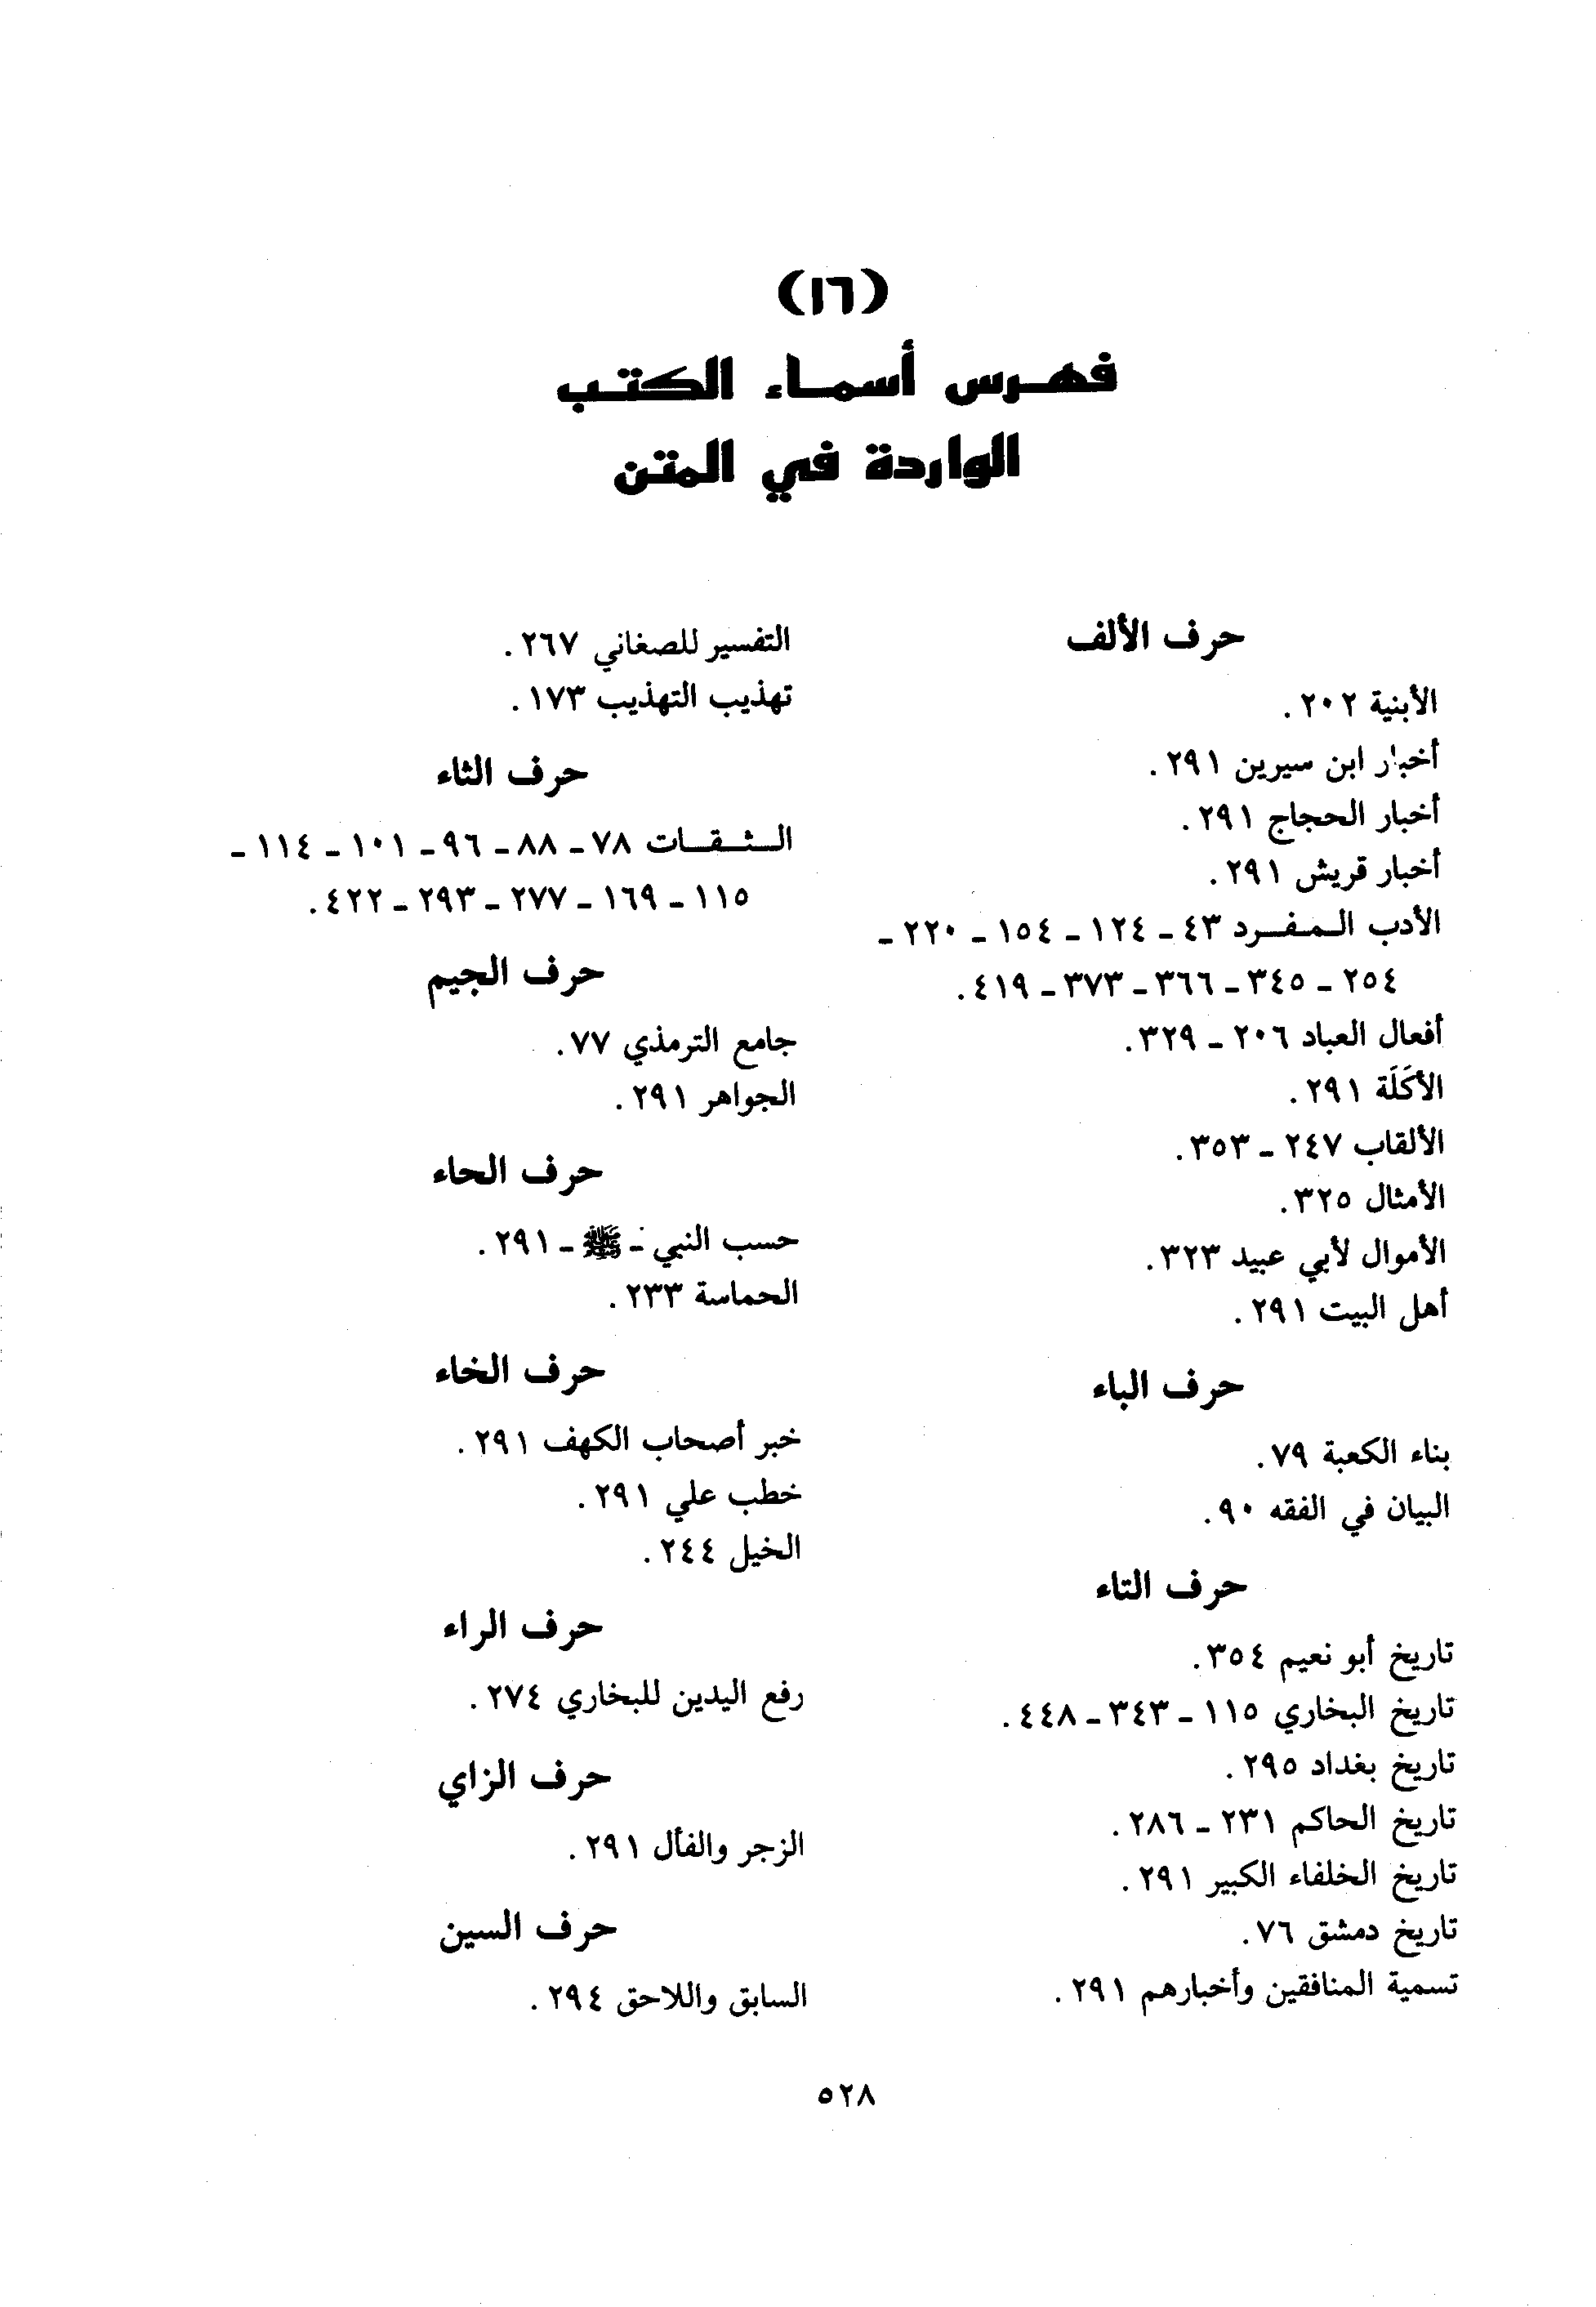 (١٦)
فهرس أسماء الكتب
الواردة في المتن
حرف الألف
الأبنية ٢٠٢.
أخبار ابن سيرين ٢٩١.
أخبار الحجاج ٢٩١.
أخبار قريش ٢٩١.
الأدب المفرد ٤٣ - ١٢٤ - ١٥٤ - ٢٢٠ -
٢٥٤ - ٣٤٥ - ٣٦٦ - ٣٧٣ - ٤١٩.
أفعال العباد ٢٠٦ - ٣٢٩.
الأكَلَة ٢٩١.
الألقاب ٢٤٧ - ٣٥٣.
الأمثال ٣٢٥.
الأموال لأبي عبيد ٣٢٣.
أهل البيت ٢٩١.
حرف الباء
بناء الكعبة ٧٩.
البيان في الفقه ٩٠.
حرف التاء
تاريخ أبو نعيم ٣٥٤.
تاريخ البخاري ١١٥ - ٣٤٣ - ٤٤٨.
تاريخ بغداد ٢٩٥.
تاريخ الحاكم ٢٣١ - ٢٨٦.
تاريخ الخلفاء الكبير ٢٩١.
تاريخ دمشق ٧٦.
تسمية المنافقين وأخبارهم ٢٩١.
التفسير للصغاني ٢٦٧.
تهذيب التهذيب ١٧٣.
حرف الثاء
الثقات ٧٨ - ٨٨ - ٩٦ - ١٠١ - ١١٤ -
١١٥ - ١٦٩ - ٢٧٧ - ٢٩٣ - ٤٢٢.
حرف الجيم
جامع الترمذي ٧٧.
الجواهر ٢٩١.
حرف الحاء
حسب النبي - ﷺ - ٢٩١.
الحماسة ٢٣٣.
حرف الخاء
خبر أصحاب الكهف ٢٩١.
خطب علي ٢٩١.
الخيل ٢٤٤.
حرف الراء
رفع اليدين للبخاري ٢٧٤.
حرف الزاي
الزجر والفأل ٢٩١.
حرف السين
السابق واللاحق ٢٩٤.
٥٢٨